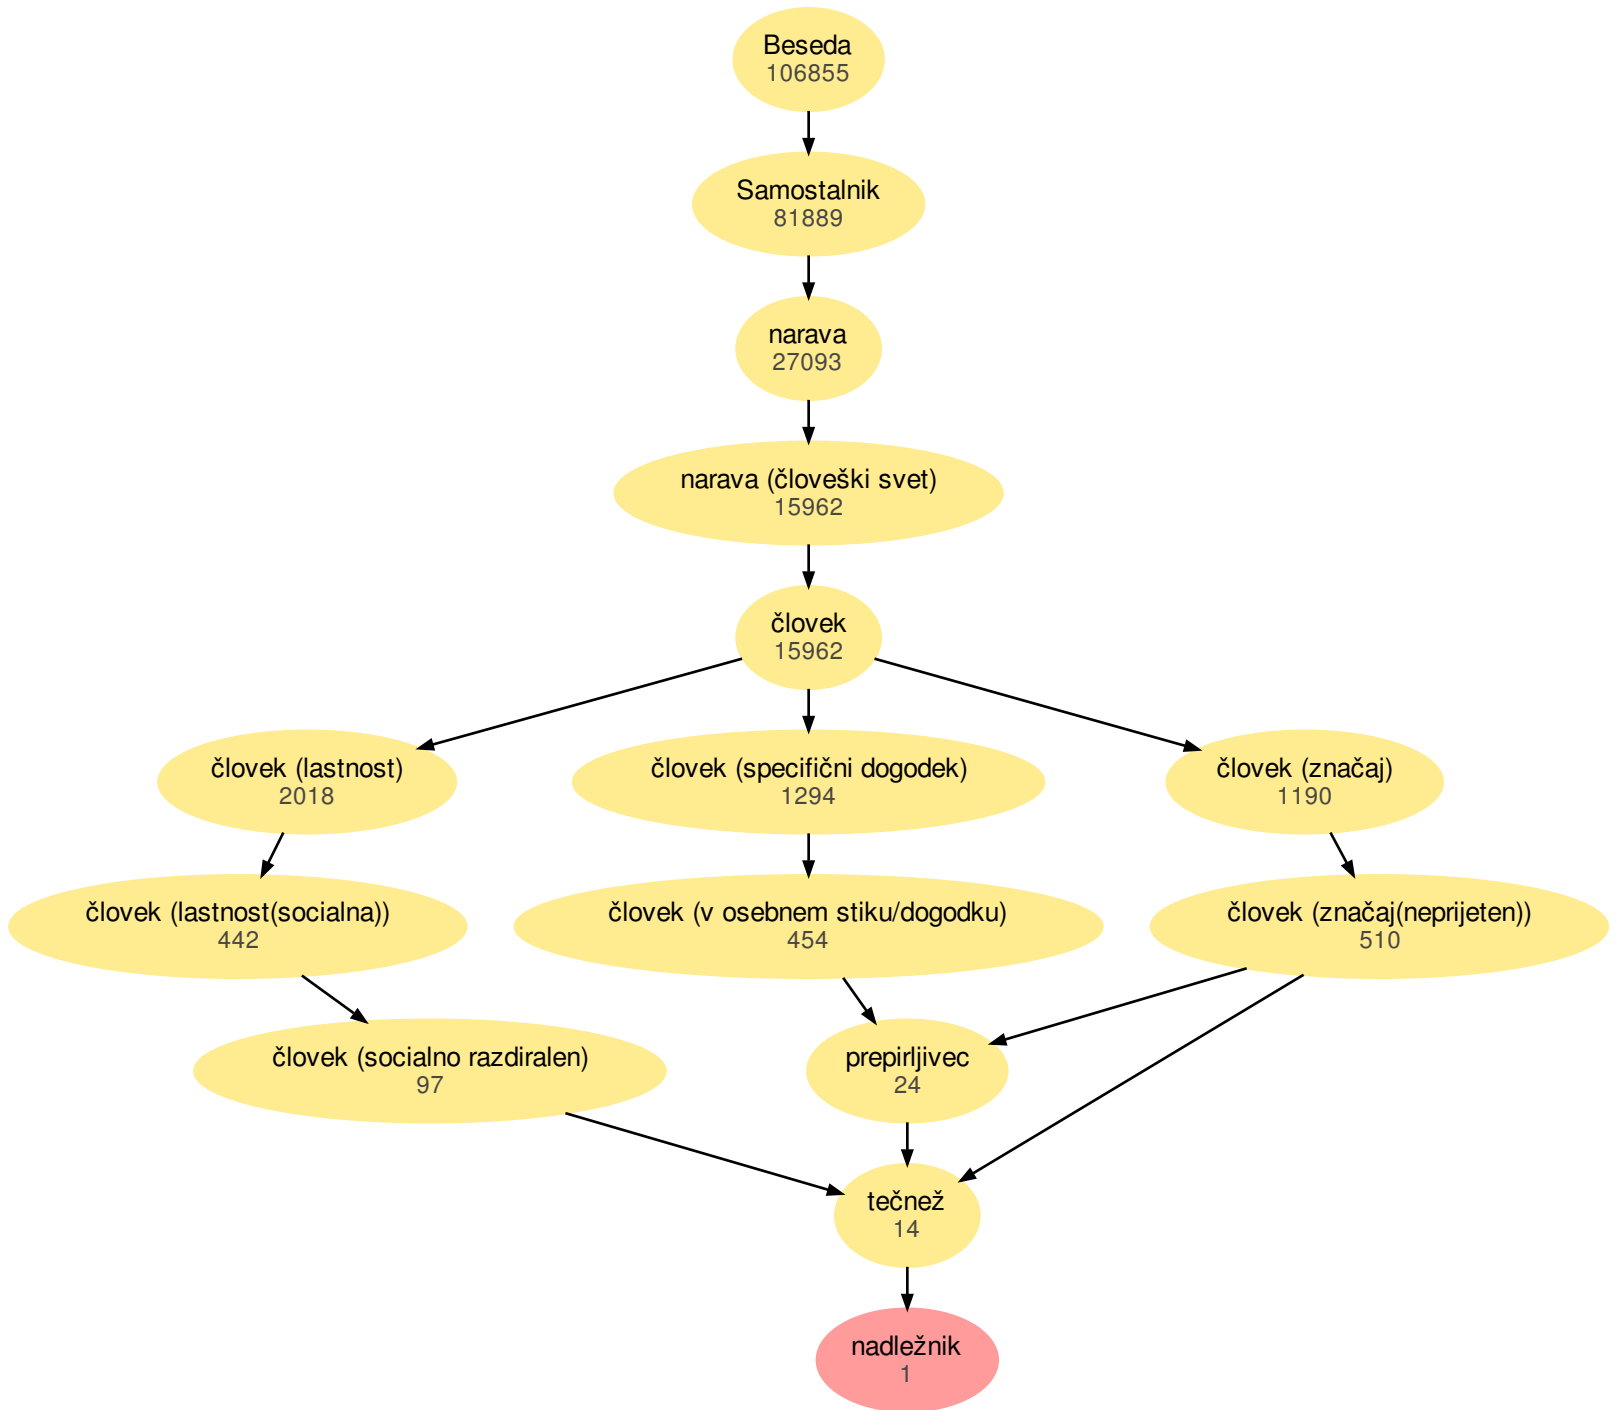 Beseda
106855
Samostalnik
81889
narava
27093
narava (človeški svet)
15962
človek
15962
človek (lastnost)
2018
človek (specifični dogodek)
1294
človek (značaj)
1190
človek (lastnost(socialna))
442
človek (v osebnem stiku/dogodku)
454
človek (značaj(neprijeten))
510
človek (socialno razdiralen)
97
prepirljivec
24
tečnež
14
nadležnik
1